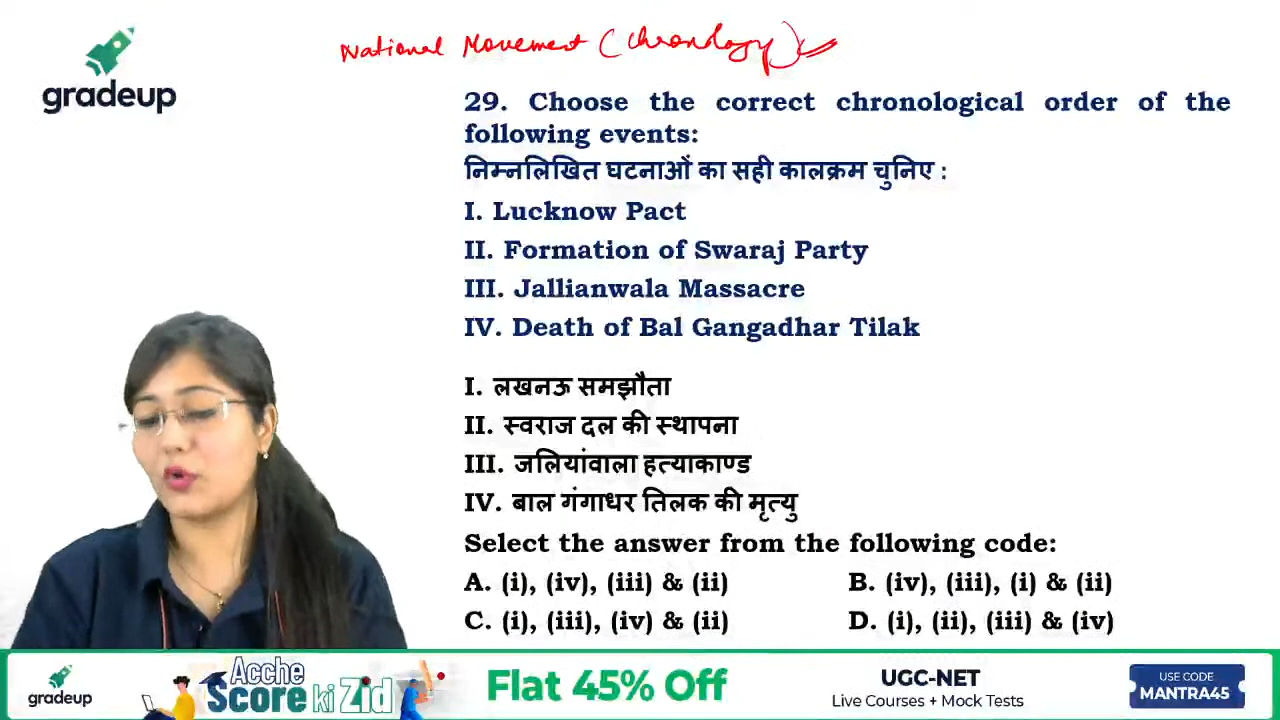 National Movement (Chronology)
gradeup
29. Choose the correct chronological order of the
following events:
निम्नलिखित घटनाओं का सही कालक्रम चुनिए :
I. Lucknow Pact
II. Formation of Swaraj Party
III. Jallianwala Massacre
IV. Death of Bal Gangadhar Tilak
I. लखनऊ समझौता
II. स्वराज दल की स्थापना
III. जलियांवाला हत्याकाण्ड
IV. बाल गंगाधर तिलक की मृत्यु
Select the answer from the following code:
A. (i), (iv), (iii) & (ii) B. (iv), (iii), (i) & (ii)
C. (i), (iii), (iv) & (ii) D. (i), (ii), (iii) & (iv)
gradeup
Acche
Score ki Zid
Flat 45% Off
UGC-NET
Live Courses + Mock Tests
USE CODE
MANTRA45